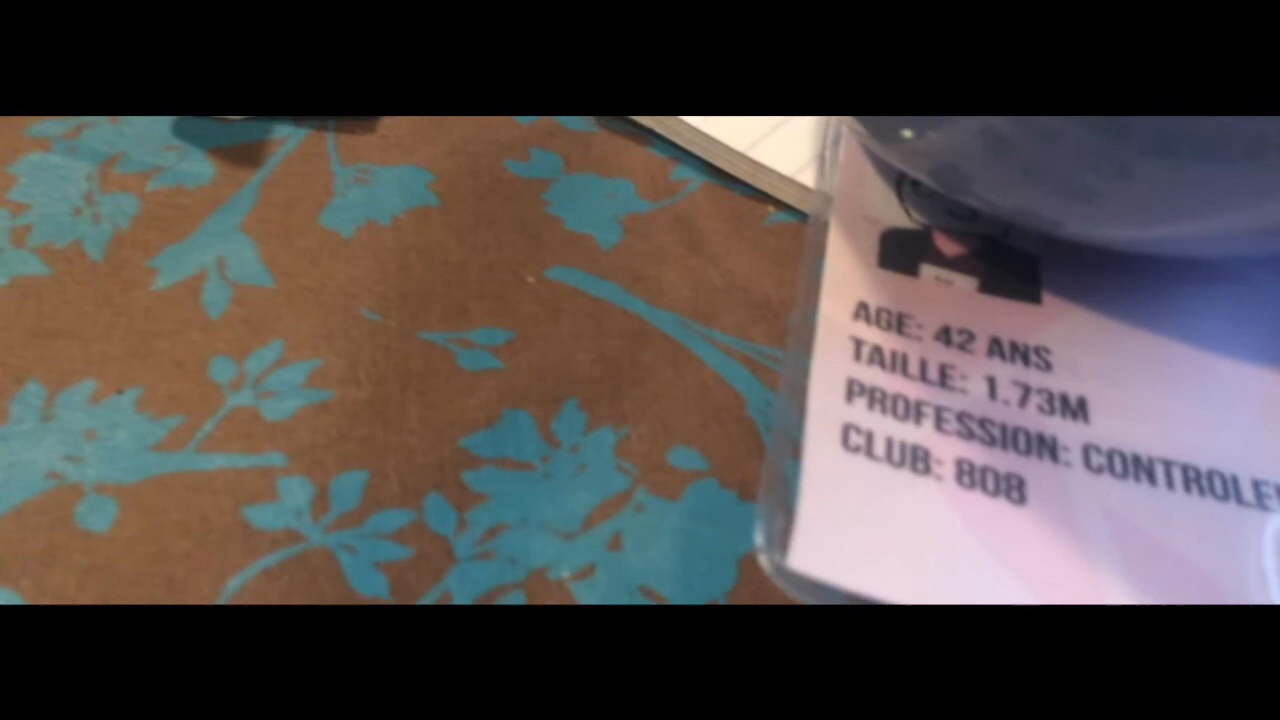 AGE: 42 ANS
TAILLE: 1.73M
PROFESSION: CONTROLE
CLUB: 808